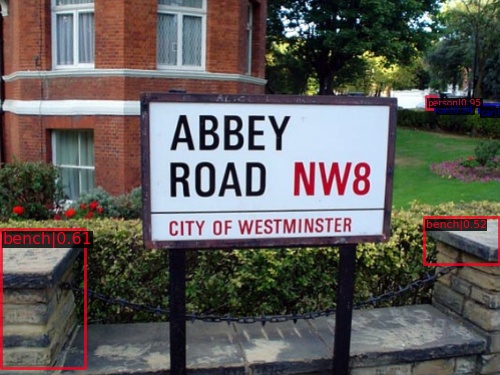 ABBEY
ROAD NW8
CITY OF WESTMINSTER
person|0.95
bench|0.52
bench|0.61